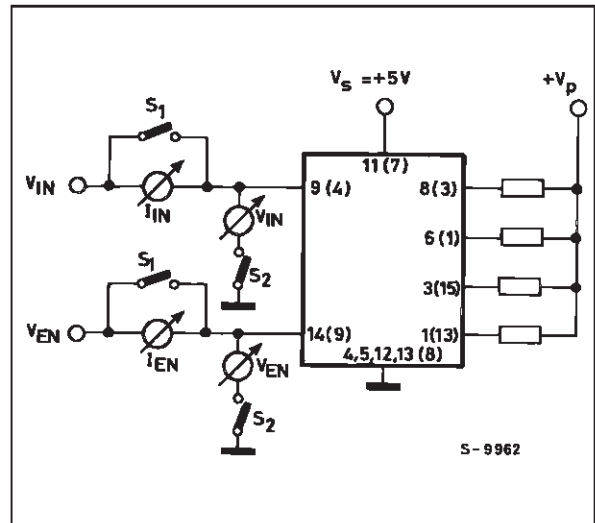 Vs =+5V
+Vp
S1
11(7)
VIN
IIN
9(4)
8(3)
VIN
6(1)
S1
S2
3(15)
VEN
IEN
14(9)
1(13)
VEN
4,5,12,13(8)
S2
S-9962